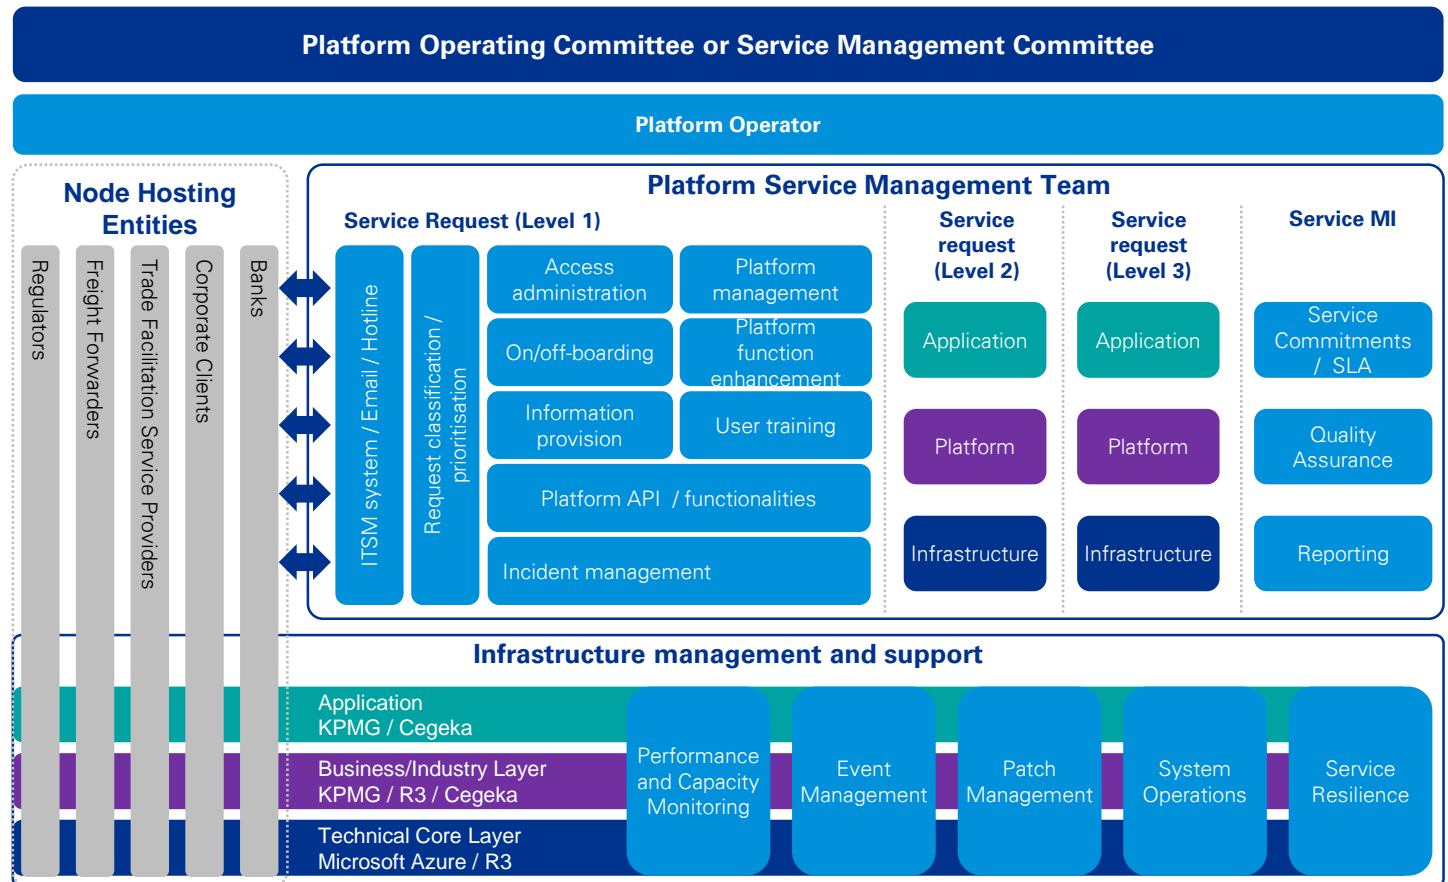 Platform Operating Committee or Service Management Committee
Platform Operator
Node Hosting
Entities
Regulators
Freight Forwarders
Trade Facilitation Service Providers
Corporate Clients
Banks
Platform Service Management Team
Service Request (Level 1)
ITSM system / Email / Hotline
Request classification /
prioritisation
Access
administration
Platform
management
On/off-boarding
Platform
function
enhancement
Information
provision
User training
Platform API / functionalities
Incident management
Service
request
(Level 2)
Application
Platform
Infrastructure
Service
request
(Level 3)
Application
Platform
Infrastructure
Service MI
Service
Commitments
/ SLA
Quality
Assurance
Reporting
Infrastructure management and support
Application
KPMG / Cegeka
Business/Industry Layer
KPMG / R3 / Cegeka
Technical Core Layer
Microsoft Azure / R3
Performance
and Capacity
Monitoring
Event
Management
Patch
Management
System
Operations
Service
Resilience